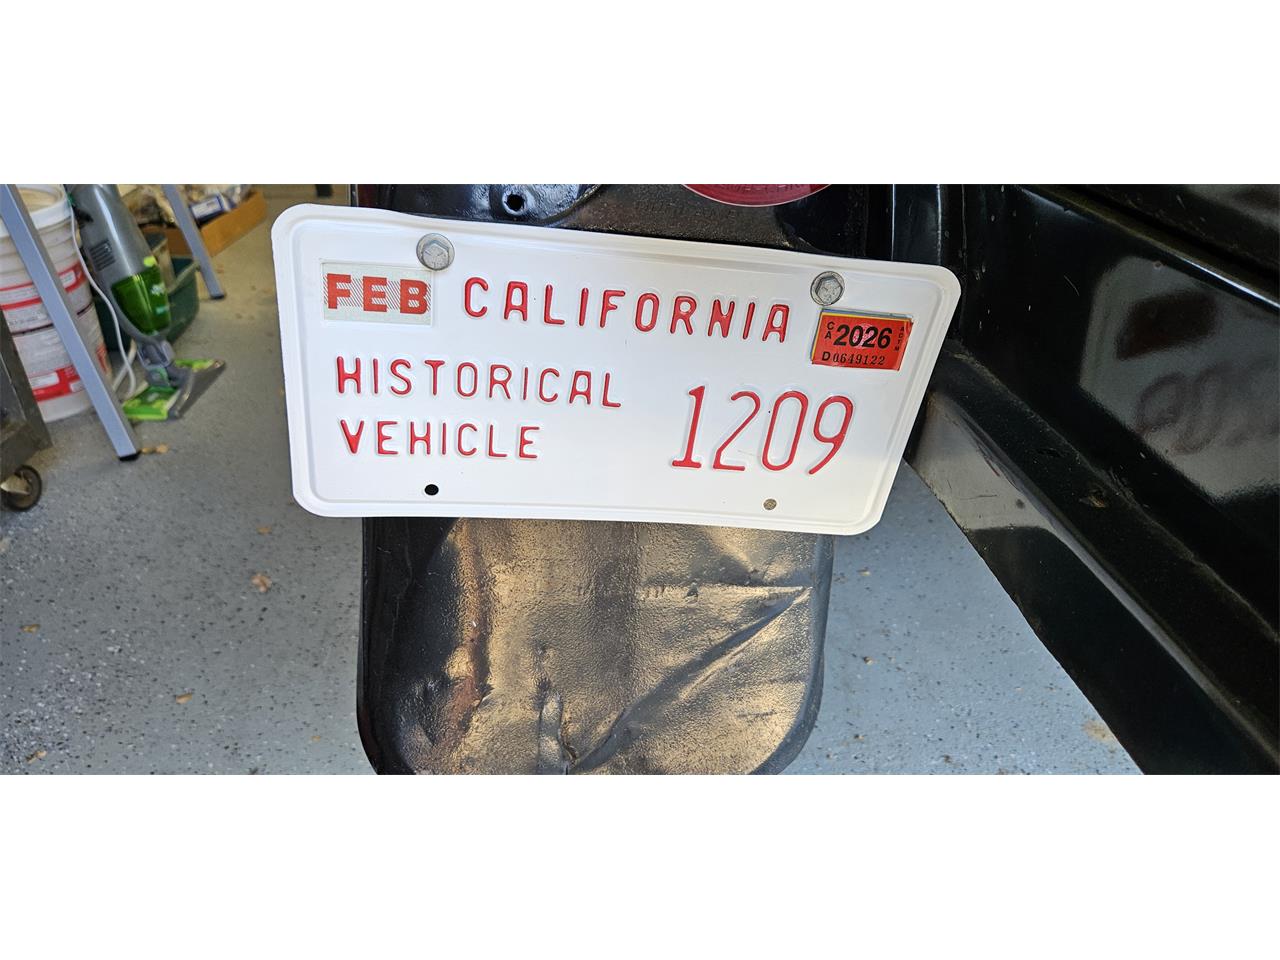 FEB
CALIFORNIA
CA 2026
D0649122
HISTORICAL
VEHICLE
1209